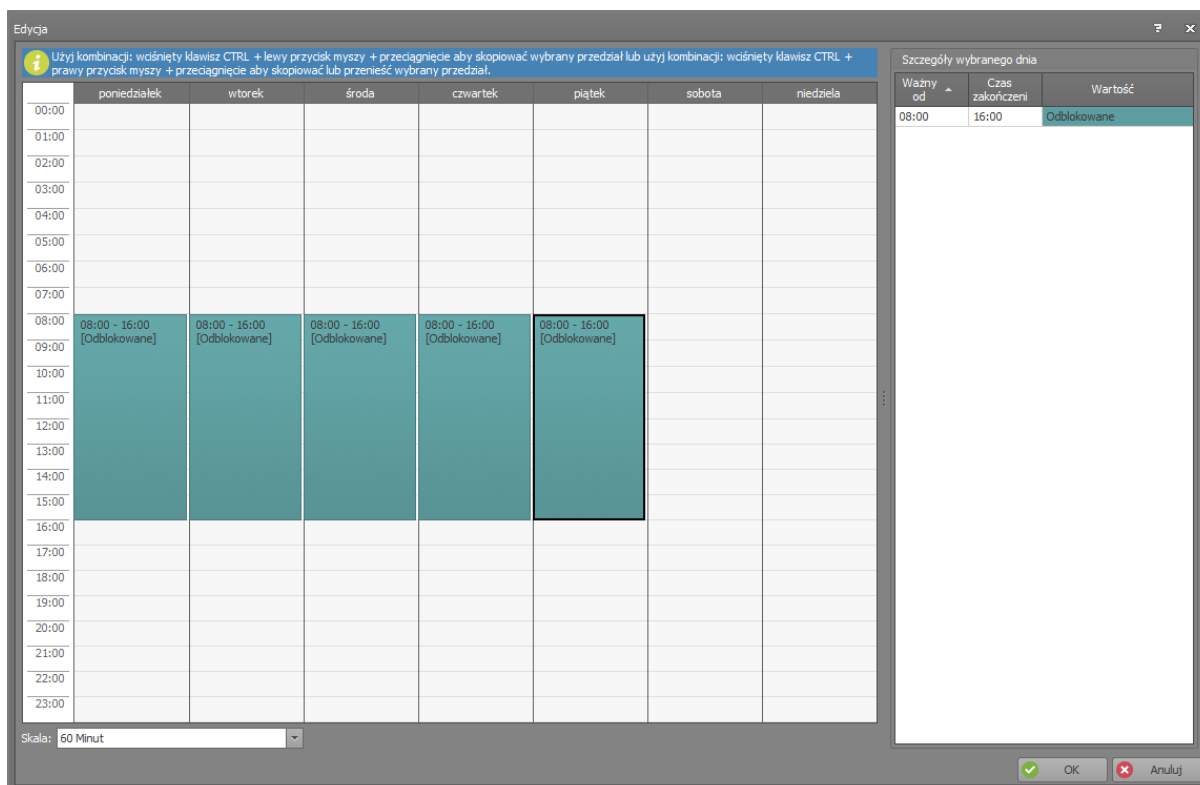 Edycja
Użyj kombinacji: wciśnięty klawisz CTRL + lewy przycisk myszy + przeciągnięcie aby skopiować wybrany przedział lub użyj kombinacji: wciśnięty klawisz CTRL +
prawy przycisk myszy + przeciągnięcie aby skopiować lub przenieść wybrany przedział.
poniedziałek wtorek środa czwartek piątek sobota niedziela
00:00
01:00
02:00
03:00
04:00
05:00
06:00
07:00
08:00
08:00 - 16:00 08:00 - 16:00 08:00 - 16:00 08:00 - 16:00 08:00 - 16:00
[Odblokowane] [Odblokowane] [Odblokowane] [Odblokowane] [Odblokowane]
09:00
10:00
11:00
12:00
13:00
14:00
15:00
16:00
17:00
18:00
19:00
20:00
21:00
22:00
23:00
Skala: 60 Minut
Szczegóły wybranego dnia
Ważny od Czas zakończeni Wartość
08:00 16:00 Odblokowane
OK Anuluj